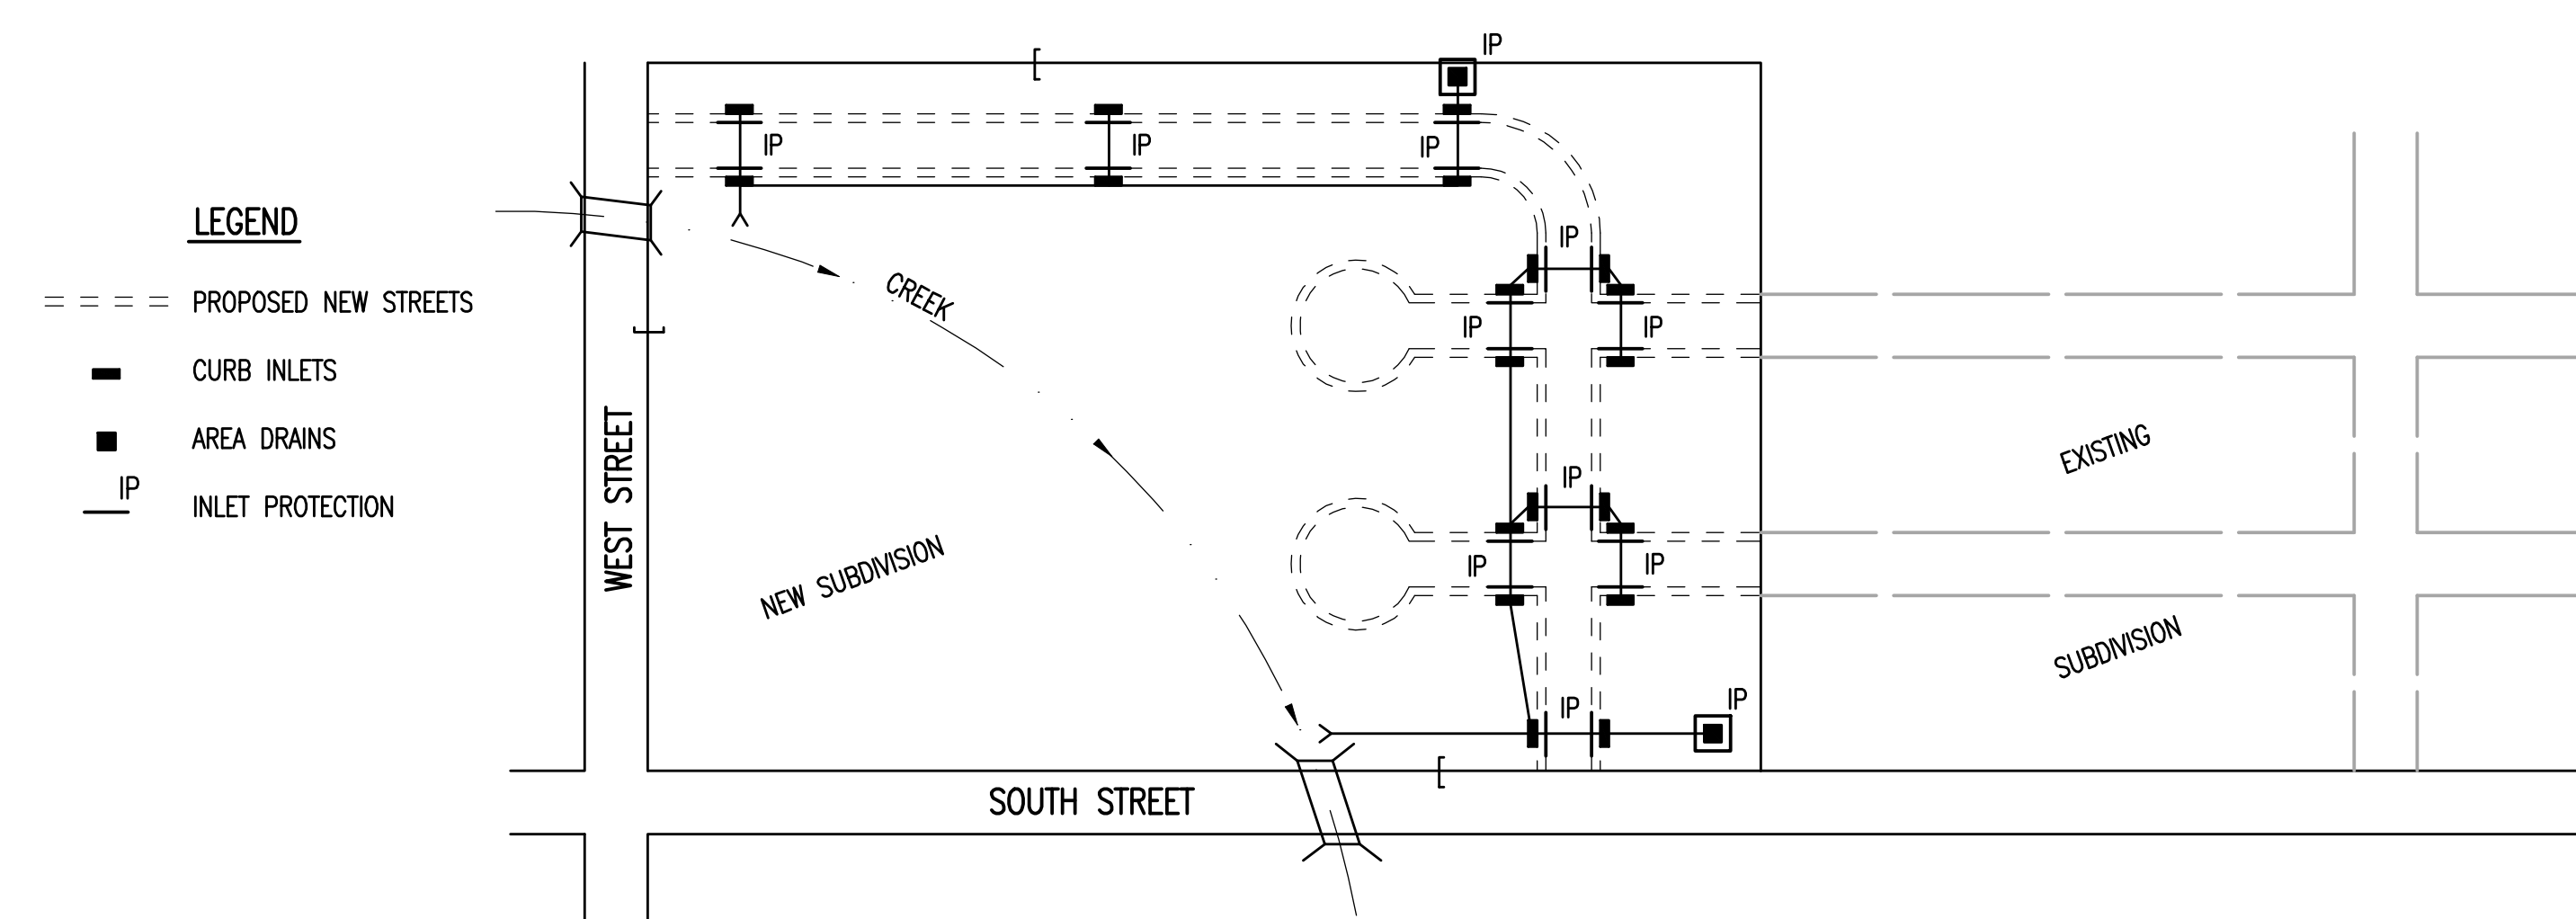 LEGEND
PROPOSED NEW STREETS
CURB INLETS
AREA DRAINS
IP
INLET PROTECTION
WEST STREET
SOUTH STREET
CREEK
NEW SUBDIVISION
IP
IP
IP
IP
IP
IP
IP
IP
IP
IP
IP
IP
EXISTING
SUBDIVISION